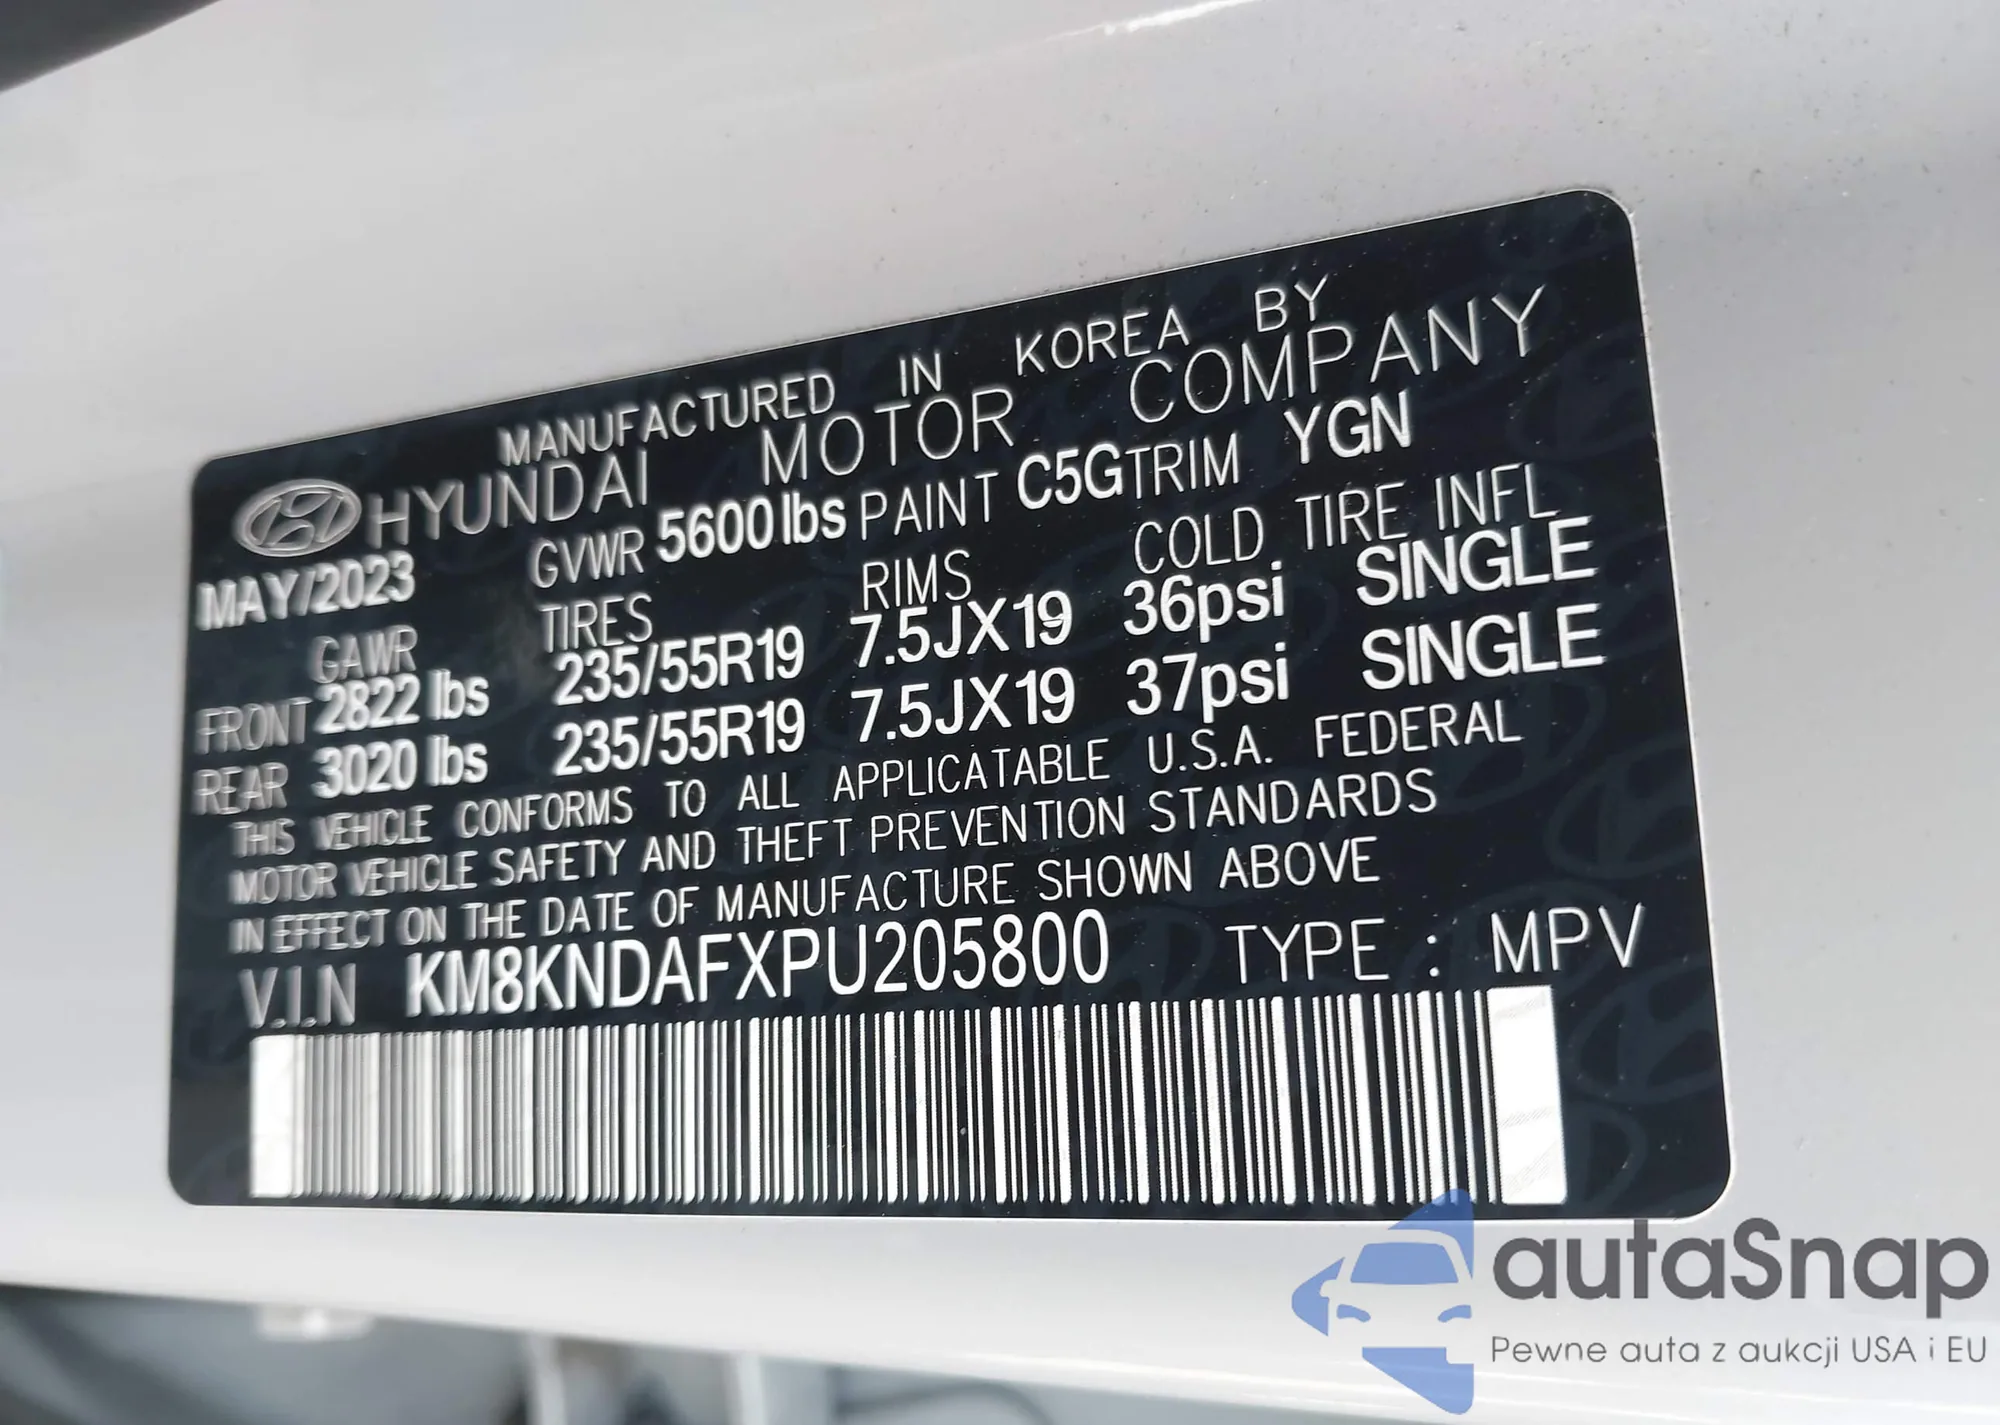 MANUFACTURED IN KOREA BY
HYUNDAI MOTOR COMPANY
MAY/2023 GVWR 5600 lbs PAINT C5G TRIM YGN
GAWR TIRES RIMS COLD TIRE INFL
FRONT 2822 lbs 235/55R19 7.5JX19 36psi SINGLE
REAR 3020 lbs 235/55R19 7.5JX19 37psi SINGLE
THIS VEHICLE CONFORMS TO ALL APPLICATABLE U.S.A. FEDERAL
MOTOR VEHICLE SAFETY AND THEFT PREVENTION STANDARDS
IN EFFECT ON THE DATE OF MANUFACTURE SHOWN ABOVE
V.I.N KM8KNDAFXPU205800 TYPE : MPV
autaSnap
Pewne auta z aukcji USA i EU